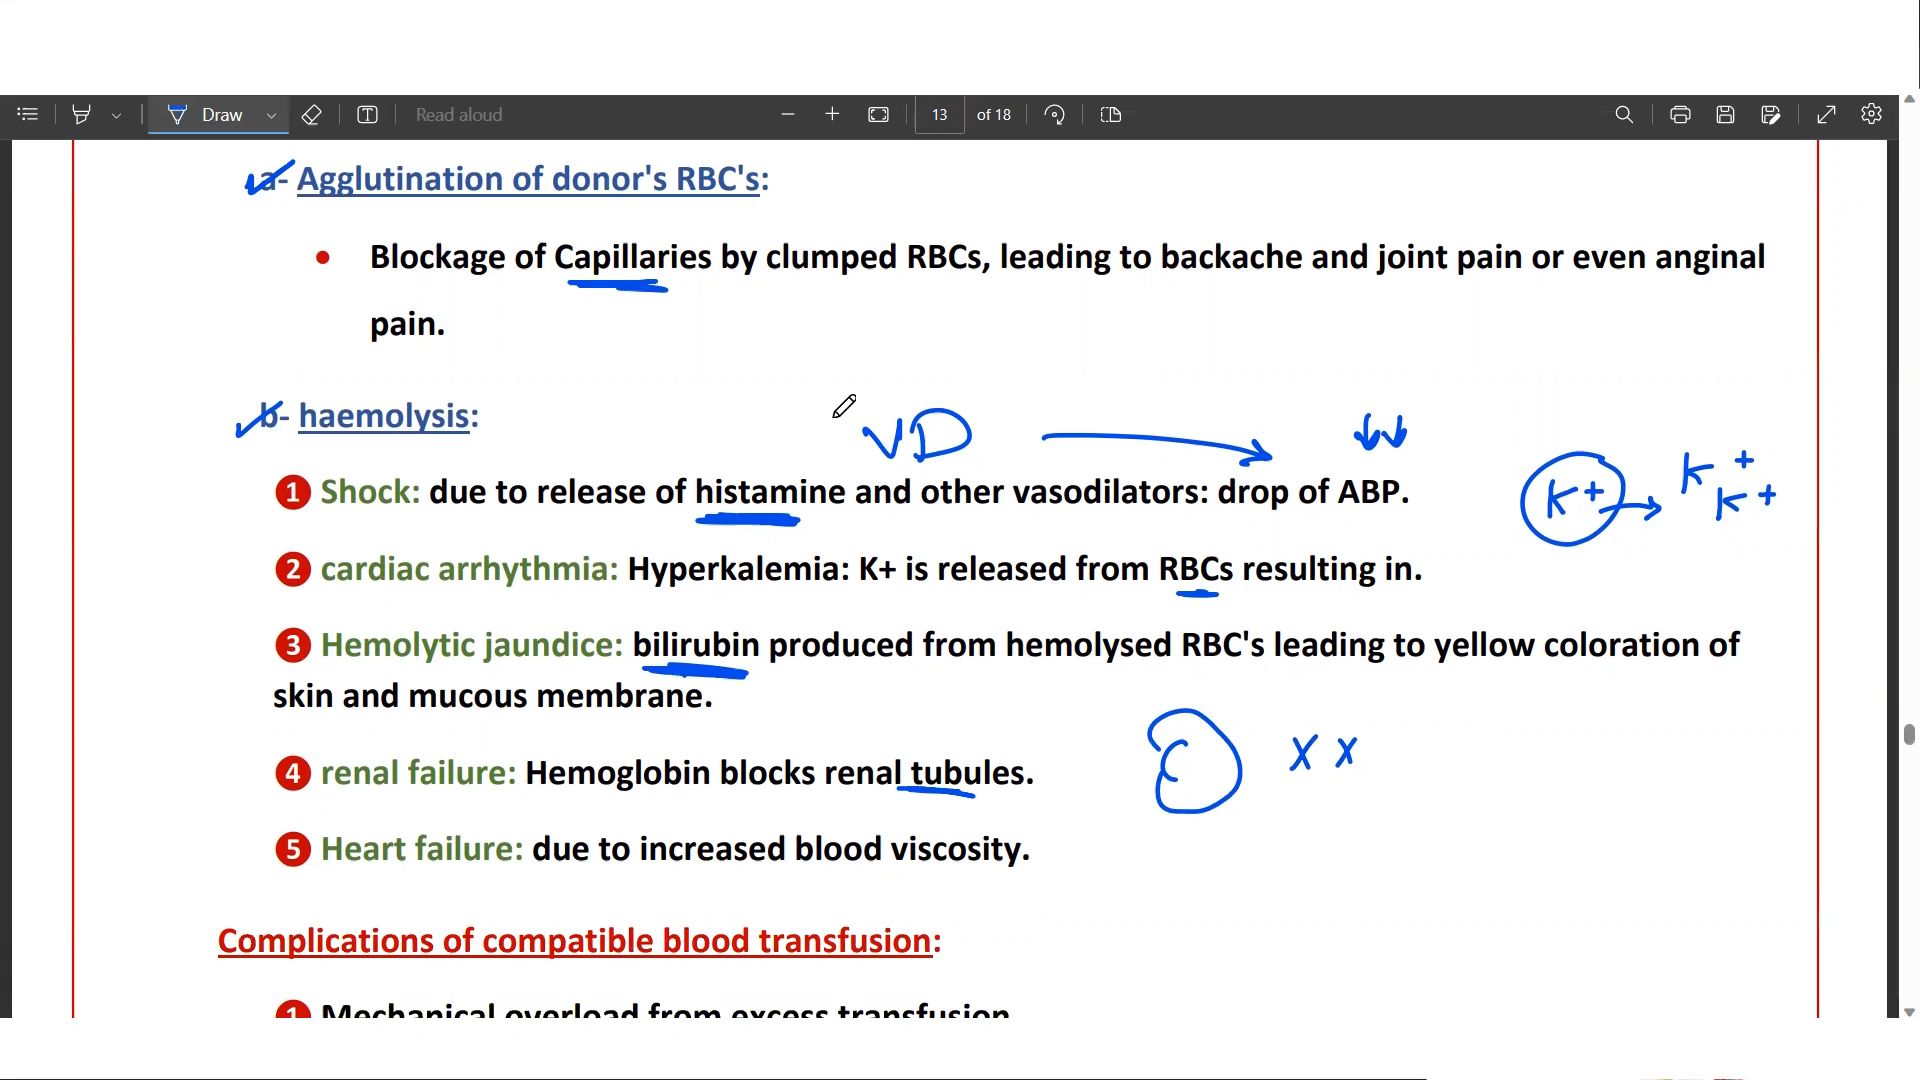 Draw
Read aloud
13 of 18
a- Agglutination of donor's RBC's:
• Blockage of Capillaries by clumped RBCs, leading to backache and joint pain or even anginal
pain.
b- haemolysis:
VD → ↓↓
1 Shock: due to release of histamine and other vasodilators: drop of ABP.
K+ → K+
K+
2 cardiac arrhythmia: Hyperkalemia: K+ is released from RBCs resulting in.
3 Hemolytic jaundice: bilirubin produced from hemolysed RBC's leading to yellow coloration of
skin and mucous membrane.
x x
4 renal failure: Hemoglobin blocks renal tubules.
5 Heart failure: due to increased blood viscosity.
Complications of compatible blood transfusion:
1 Mechanical overload from excess transfusion